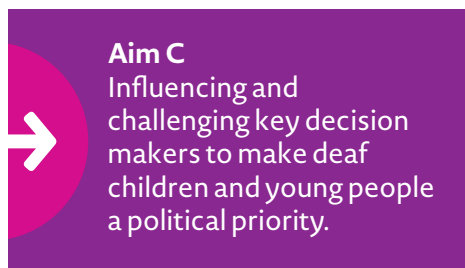 Aim C
Influencing and
challenging key decision
makers to make deaf
children and young people
a political priority.